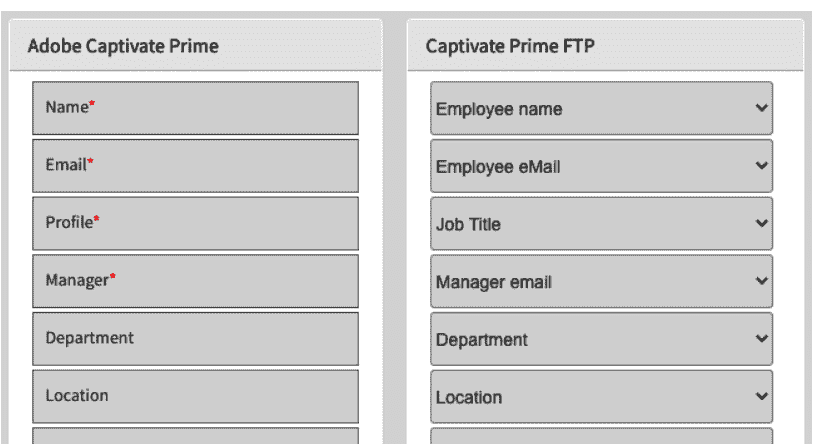 Adobe Captivate Prime
Captivate Prime FTP
Name*
Employee name
Email*
Employee eMail
Profile*
Job Title
Manager*
Manager email
Department
Department
Location
Location